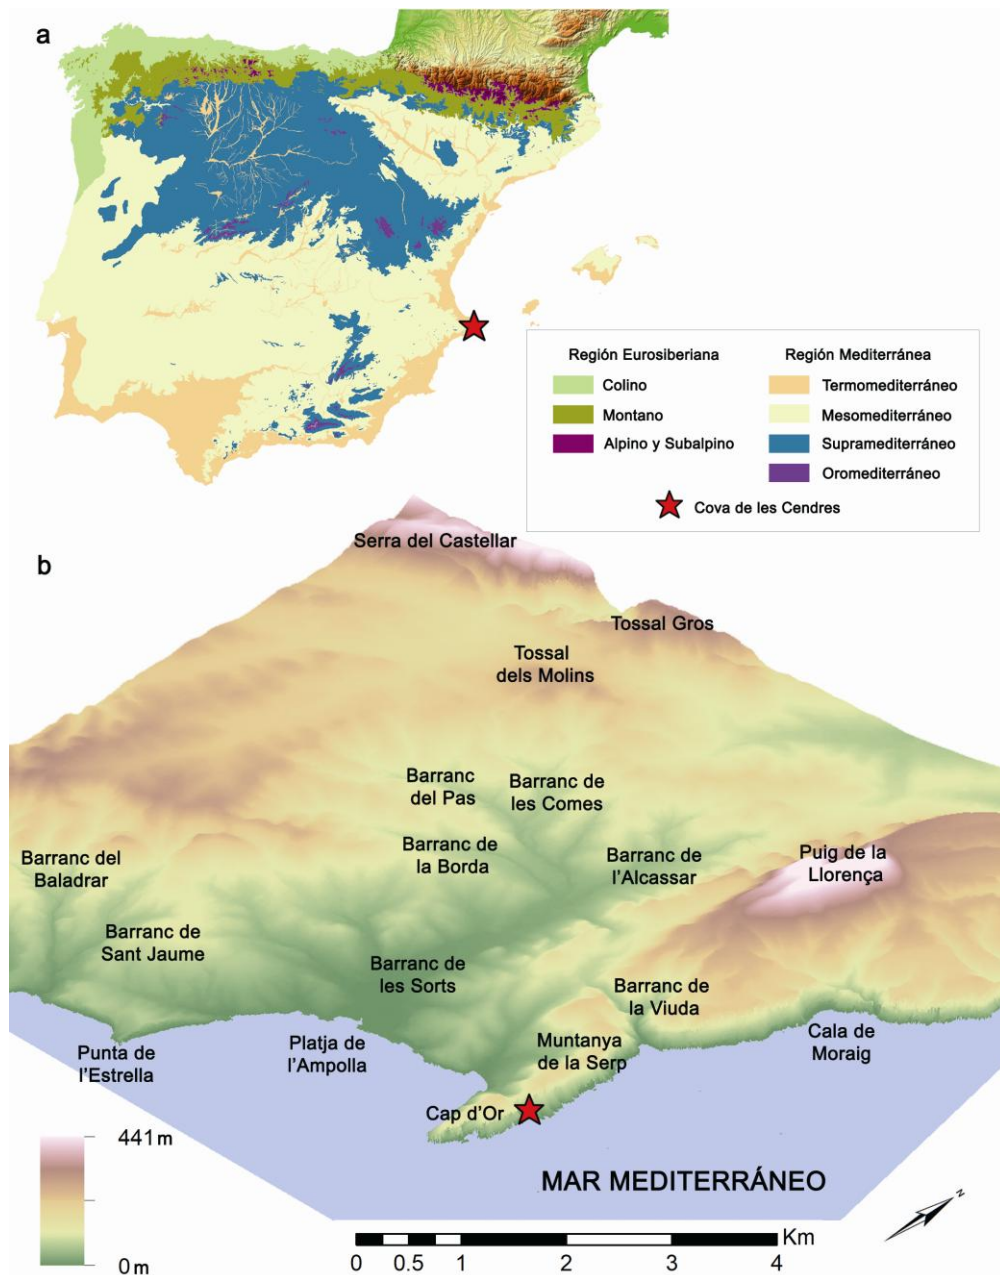 a
Región Eurosiberiana
Colino
Montano
Alpino y Subalpino
Región Mediterránea
Termomediterráneo
Mesomediterráneo
Supramediterráneo
Oromediterráneo
Cova de les Cendres
b
Serra del Castellar
Tossal Gros
Tossal
dels Molins
Barranc
del Pas
Barranc de
les Comes
Barranc del
Baladrar
Barranc de
la Borda
Barranc de
l'Alcassar
Puig de la
Llorença
Barranc de
Sant Jaume
Barranc de
les Sorts
Barranc de
la Viuda
Punta de
l'Estrella
Platja de
l'Ampolla
Muntanya
de la Serp
Cala de
Moraig
Cap d'Or
441 m
0 m
MAR MEDITERRÁNEO
N
Km
0 0.5 1 2 3 4